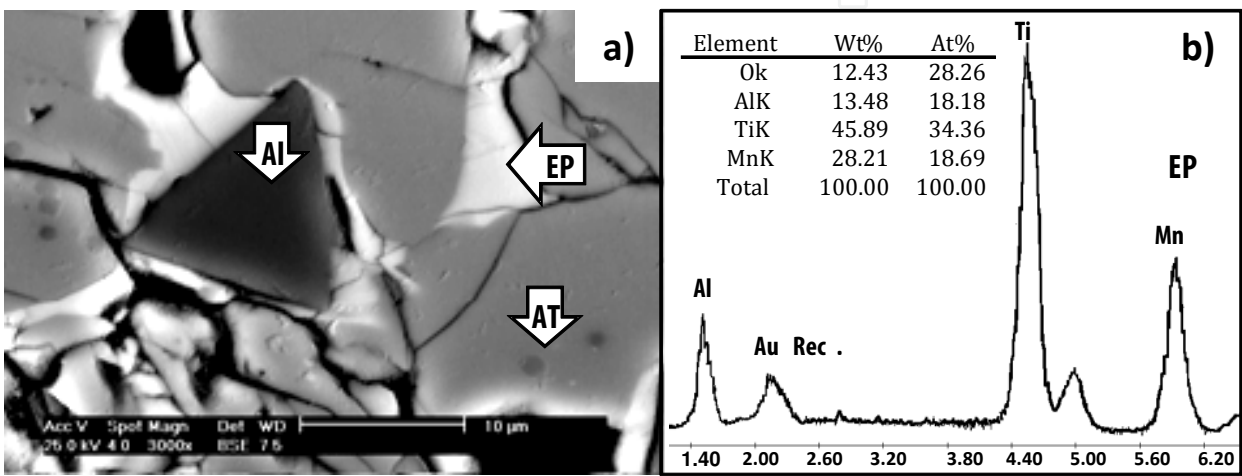 a)
Al
EP
AT
Acc V Spot Magn Det WD
25.0 kV 4.0 3000x BSE 7.5
10 µm
b)
Element Wt% At%
Ok 12.43 28.26
AlK 13.48 18.18
TiK 45.89 34.36
MnK 28.21 18.69
Total 100.00 100.00
Ti
EP
Mn
Al
Au Rec .
1.40 2.00 2.60 3.20 3.80 4.40 5.00 5.60 6.20